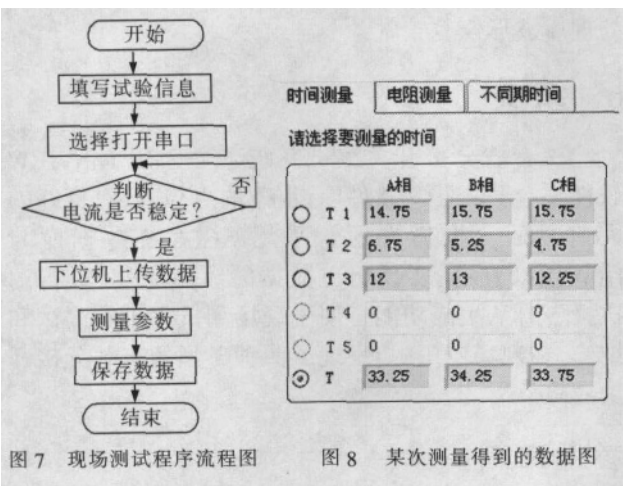 开始
填写试验信息
选择打开串口
判断
电流是否稳定?
否
是
下位机上传数据
测量参数
保存数据
结束
图7 现场测试程序流程图
时间测量 电阻测量 不同期时间
请选择要测量的时间
A相 B相 C相
T 1 14.75 15.75 15.75
T 2 6.75 5.25 4.75
T 3 12 13 12.25
T 4 0 0 0
T 5 0 0 0
T 33.25 34.25 33.75
图8 某次测量得到的数据图